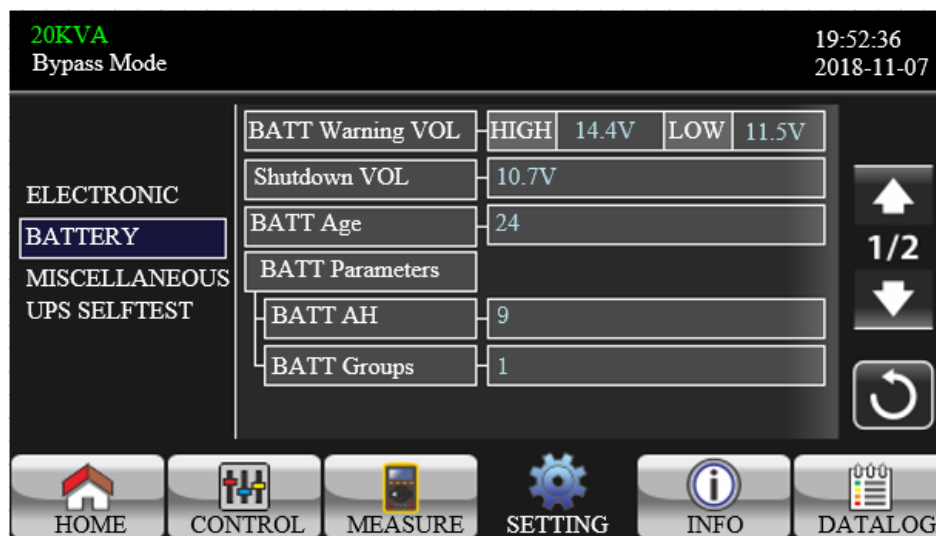 20KVA
Bypass Mode
19:52:36
2018-11-07
ELECTRONIC
BATTERY
MISCELLANEOUS
UPS SELFTEST
BATT Warning VOL HIGH 14.4V LOW 11.5V
Shutdown VOL 10.7V
BATT Age 24
BATT Parameters
BATT AH 9
BATT Groups 1
1/2
HOME CONTROL MEASURE SETTING INFO DATALOG